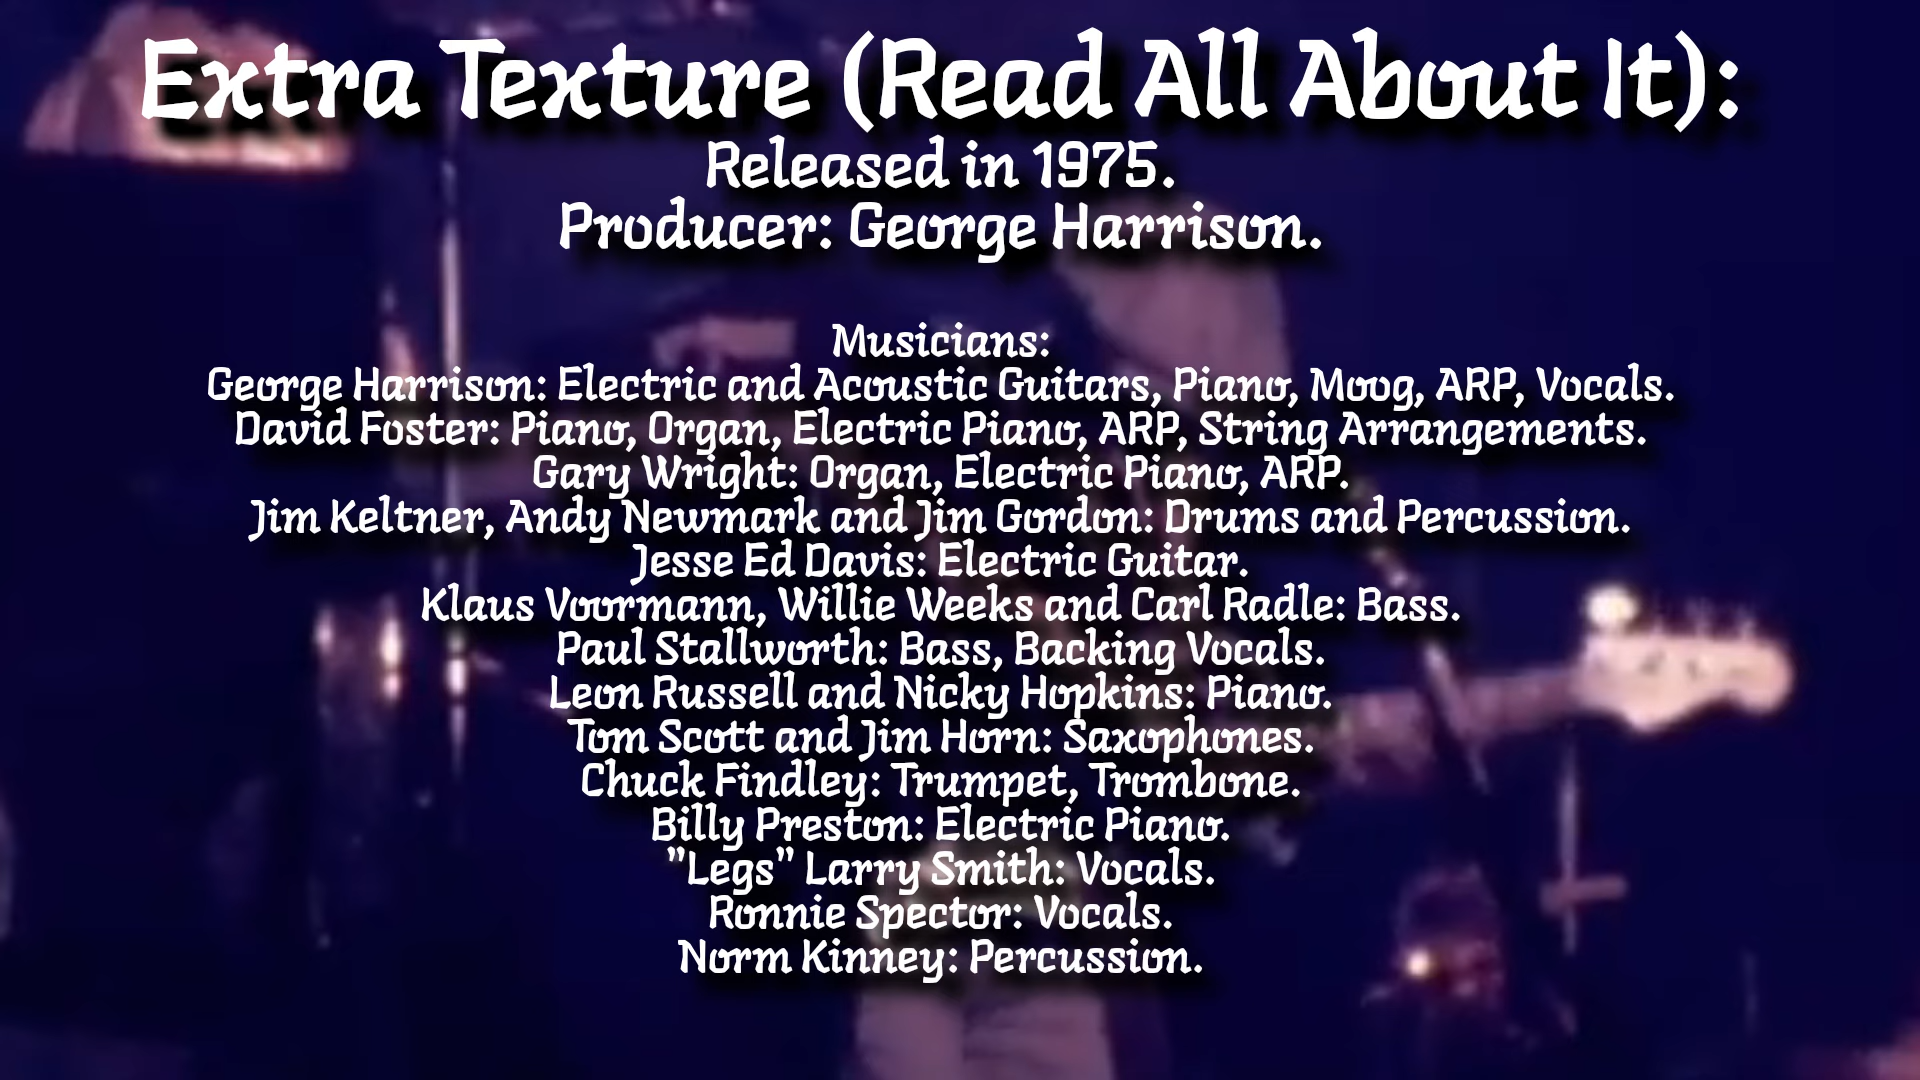 Extra Texture (Read All About It):
Released in 1975.
Producer: George Harrison.
Musicians:
George Harrison: Electric and Acoustic Guitars, Piano, Moog, ARP, Vocals.
David Foster: Piano, Organ, Electric Piano, ARP, String Arrangements.
Gary Wright: Organ, Electric Piano, ARP.
Jim Keltner, Andy Newmark and Jim Gordon: Drums and Percussion.
Jesse Ed Davis: Electric Guitar.
Klaus Voormann, Willie Weeks and Carl Radle: Bass.
Paul Stallworth: Bass, Backing Vocals.
Leon Russell and Nicky Hopkins: Piano.
Tom Scott and Jim Horn: Saxophones.
Chuck Findley: Trumpet, Trombone.
Billy Preston: Electric Piano.
"Legs" Larry Smith: Vocals.
Ronnie Spector: Vocals.
Norm Kinney: Percussion.